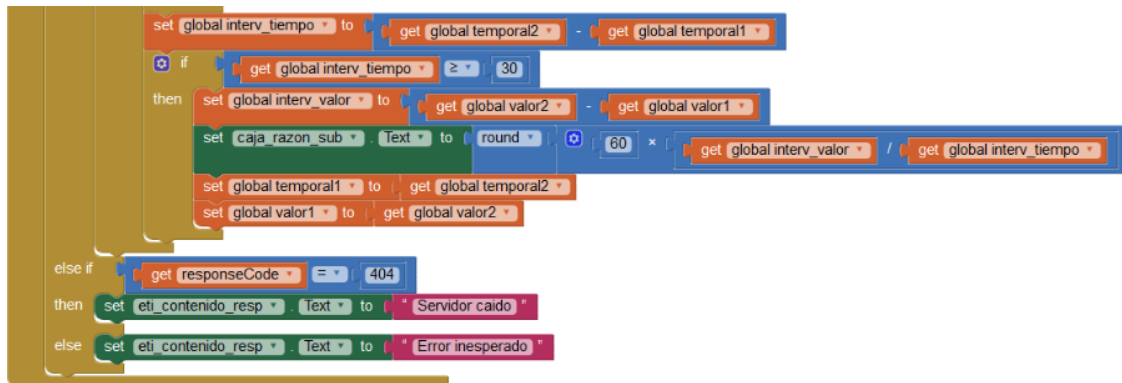 set global interv_tiempo to get global temporal2 - get global temporal1
if get global interv_tiempo ≥ 30
then set global interv_valor to get global valor2 - get global valor1
set caja_razon_sub . Text to round 60 × get global interv_valor / get global interv_tiempo
set global temporal1 to get global temporal2
set global valor1 to get global valor2
else if get responseCode = 404
then set eti_contenido_resp . Text to " Servidor caido "
else set eti_contenido_resp . Text to " Error inesperado "